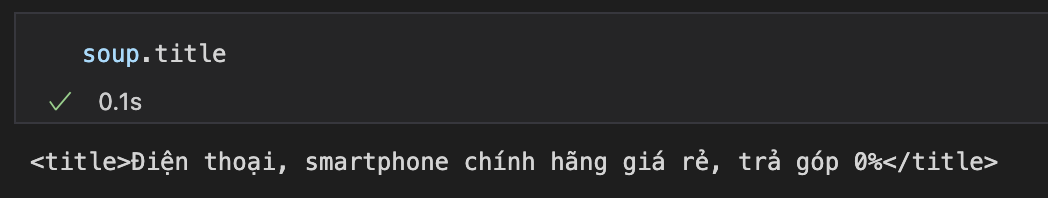 soup.title
0.1s
<title>Điện thoại, smartphone chính hãng giá rẻ, trả góp 0%</title>